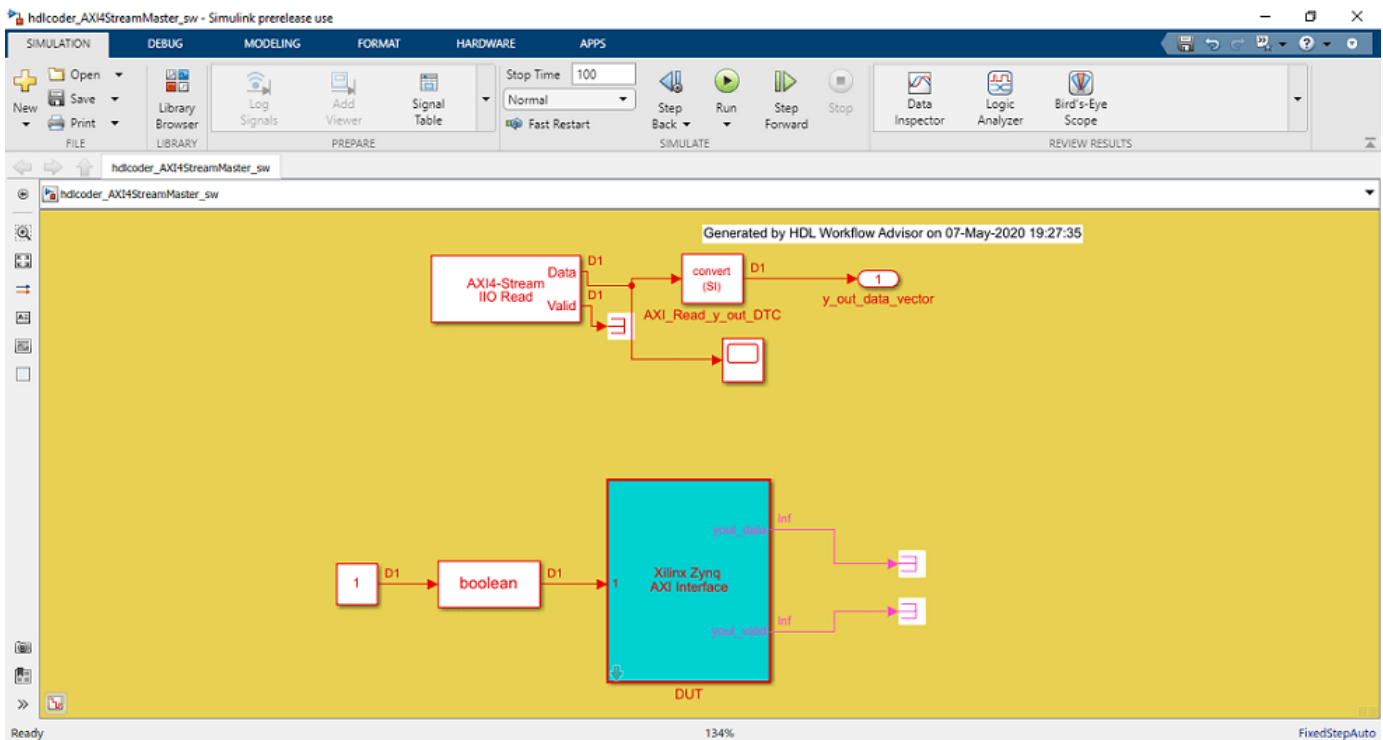 hdlcoder_AXI4StreamMaster_sw - Simulink prerelease use
SIMULATION DEBUG MODELING FORMAT HARDWARE APPS
New
Open
Save
Print
FILE
Library
Browser
LIBRARY
Log
Signals
Add
Viewer
Signal
Table
PREPARE
Stop Time 100
Normal
Fast Restart
Step
Back
Run
Step
Forward
Stop
SIMULATE
Data
Inspector
Logic
Analyzer
Bird's-Eye
Scope
REVIEW RESULTS
hdlcoder_AXI4StreamMaster_sw
hdlcoder_AXI4StreamMaster_sw
Generated by HDL Workflow Advisor on 07-May-2020 19:27:35
AXI4-Stream
IIO Read
Data
Valid
D1
D1
convert
(SI)
D1
AXI_Read_y_out_DTC
1
y_out_data_vector
1
D1
boolean
D1
1
Xilinx Zynq
AXI Interface
yout_data
Inf
yout_valid
Inf
DUT
Ready
134%
FixedStepAuto